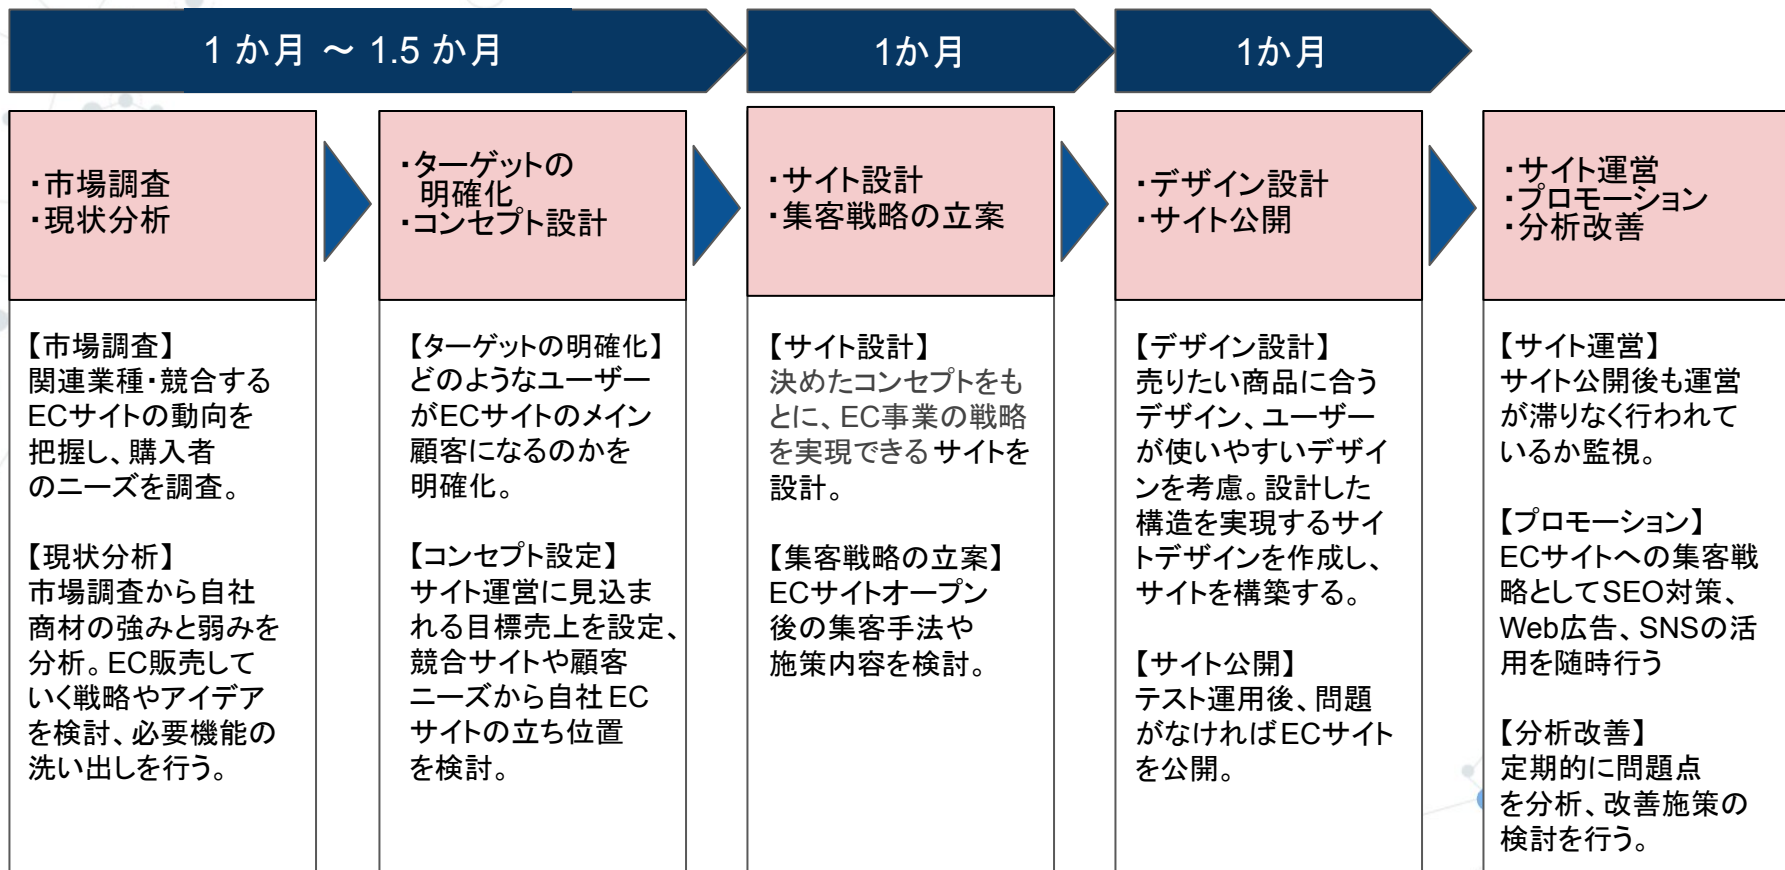 1 か月 ～ 1.5 か月
1か月
1か月
・市場調査
・現状分析
・ターゲットの
明確化
・コンセプト設計
・サイト設計
・集客戦略の立案
・デザイン設計
・サイト公開
・サイト運営
・プロモーション
・分析改善
【市場調査】
関連業種・競合する
ECサイトの動向を
把握し、購入者
のニーズを調査。
【現状分析】
市場調査から自社
商材の強みと弱みを
分析。EC販売して
いく戦略やアイデア
を検討、必要機能の
洗い出しを行う。
【ターゲットの明確化】
どのようなユーザー
がECサイトのメイン
顧客になるのかを
明確化。
【コンセプト設定】
サイト運営に見込ま
れる目標売上を設定、
競合サイトや顧客
ニーズから自社EC
サイトの立ち位置
を検討。
【サイト設計】
決めたコンセプトをも
とに、EC事業の戦略
を実現できるサイトを
設計。
【集客戦略の立案】
ECサイトオープン
後の集客手法や
施策内容を検討。
【デザイン設計】
売りたい商品に合う
デザイン、ユーザー
が使いやすいデザイ
ンを考慮。設計した
構造を実現するサイ
トデザインを作成し、
サイトを構築する。
【サイト公開】
テスト運用後、問題
がなければECサイト
を公開。
【サイト運営】
サイト公開後も運営
が滞りなく行われて
いるか監視。
【プロモーション】
ECサイトへの集客戦
略としてSEO対策、
Web広告、SNSの活
用を随時行う
【分析改善】
定期的に問題点
を分析、改善施策の
検討を行う。